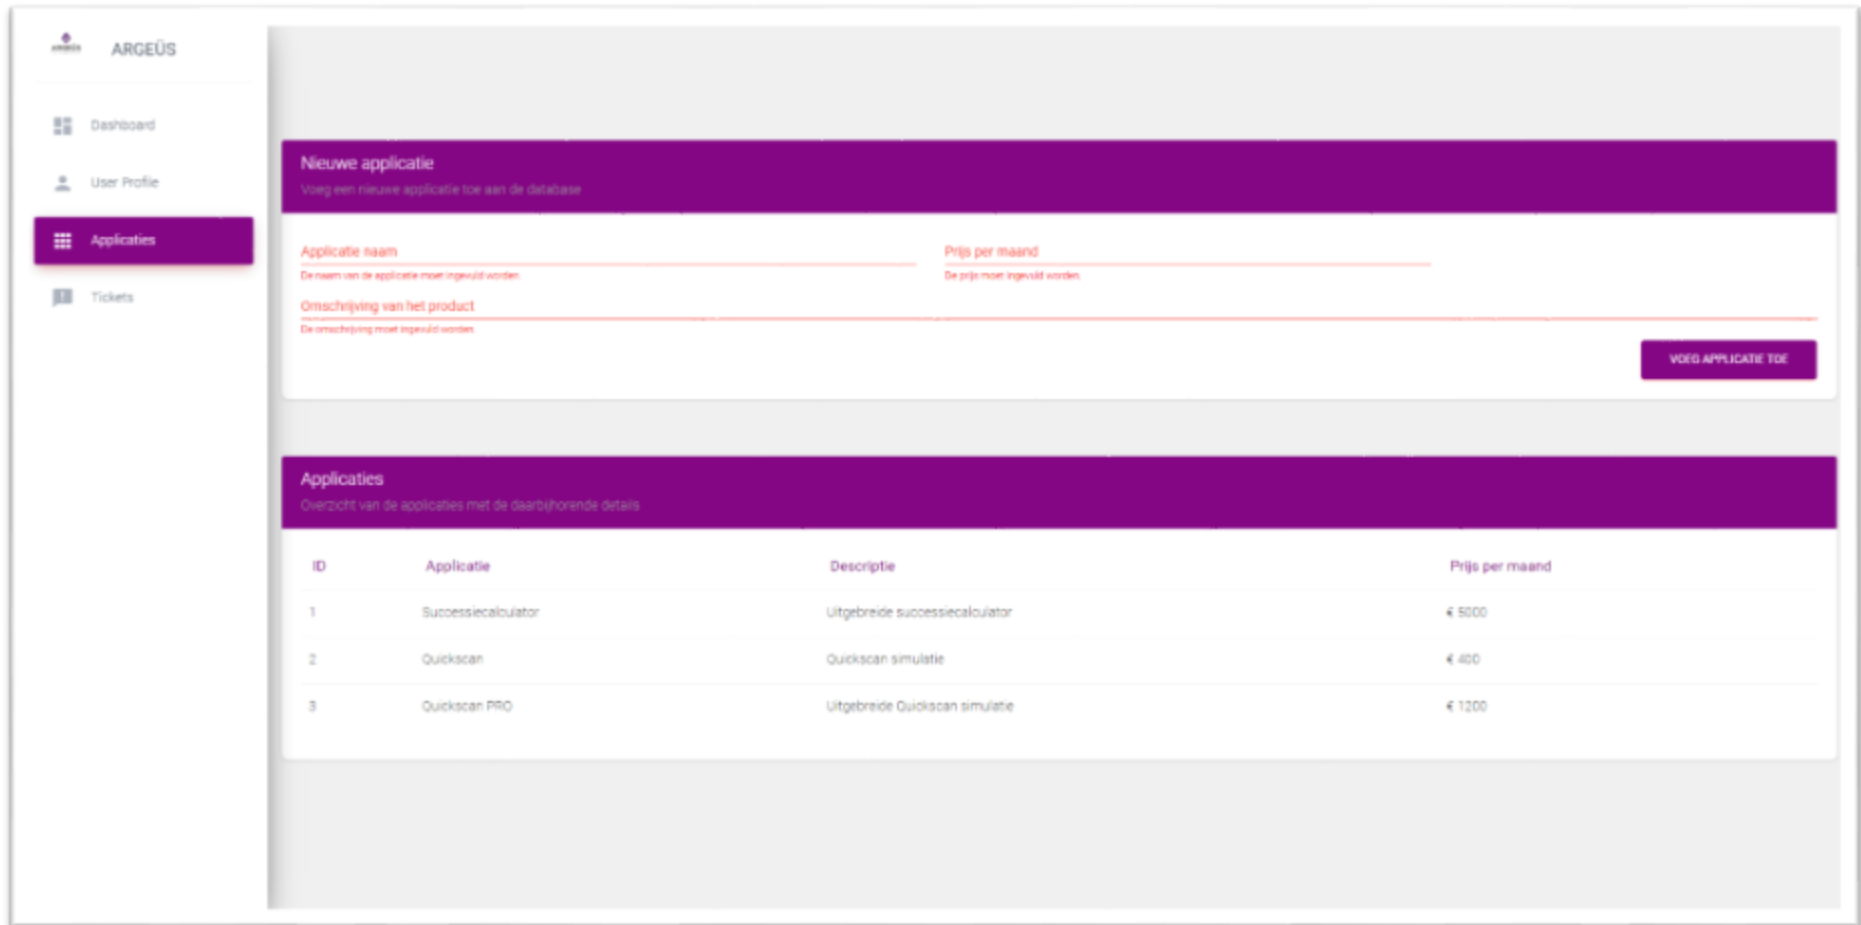 ARGEÜS
ARGEÜS
Dashboard
User Profile
Applicaties
Tickets
Nieuwe applicatie
Voeg een nieuwe applicatie toe aan de database
Applicatie naam
De naam van de applicatie moet ingevuld worden.
Prijs per maand
De prijs moet ingevuld worden.
Omschrijving van het product
De omschrijving moet ingevuld worden.
VOEG APPLICATIE TOE
Applicaties
Overzicht van de applicaties met de daarbijhorende details
ID Applicatie Descriptie Prijs per maand
1 Successiecalculator Uitgebreide successiecalculator € 5000
2 Quickscan Quickscan simulatie € 400
3 Quickscan PRO Uitgebreide Quickscan simulatie € 1200